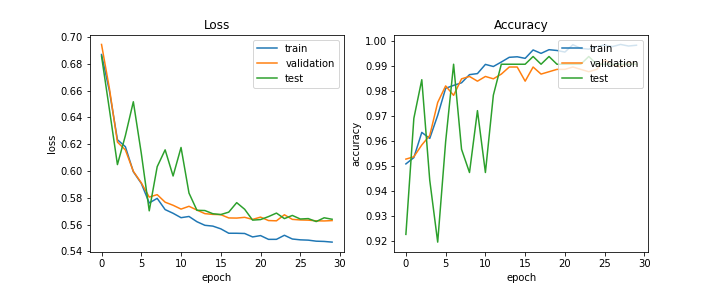 Loss
0.70
0.68
0.66
0.64
0.62
0.60
0.58
0.56
0.54
loss
0 5 10 15 20 25 30
epoch
train
validation
test
Accuracy
1.00
0.99
0.98
0.97
0.96
0.95
0.94
0.93
0.92
accuracy
0 5 10 15 20 25 30
epoch
train
validation
test